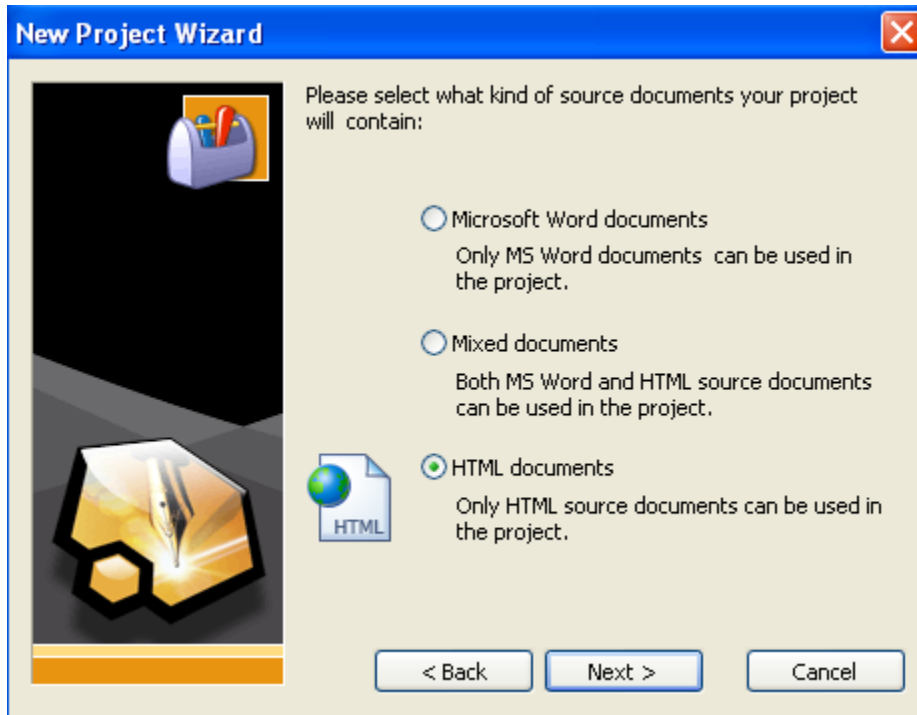 New Project Wizard
Please select what kind of source documents your project
will contain:
Microsoft Word documents
Only MS Word documents can be used in
the project.
Mixed documents
Both MS Word and HTML source documents
can be used in the project.
HTML documents
HTML
Only HTML source documents can be used in
the project.
< Back
Next >
Cancel